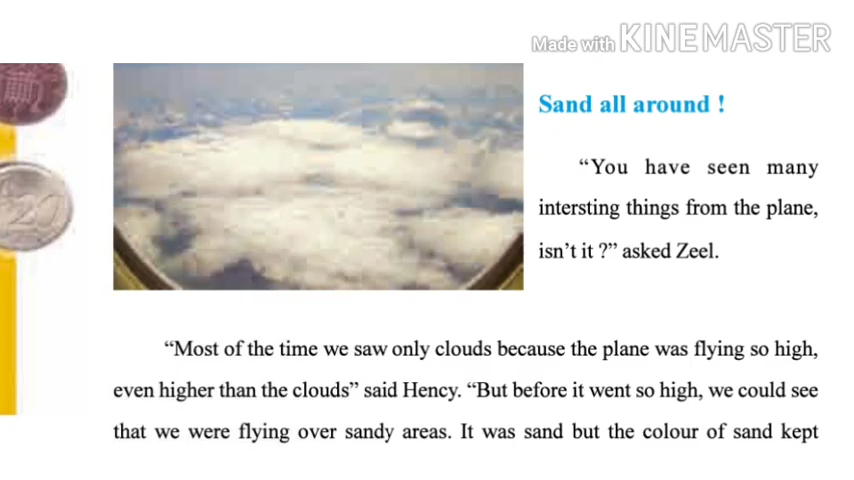 Made with KINEMASTER
Sand all around !
“You have seen many
intersting things from the plane,
isn’t it ?” asked Zeel.
20
“Most of the time we saw only clouds because the plane was flying so high,
even higher than the clouds” said Hency. “But before it went so high, we could see
that we were flying over sandy areas. It was sand but the colour of sand kept